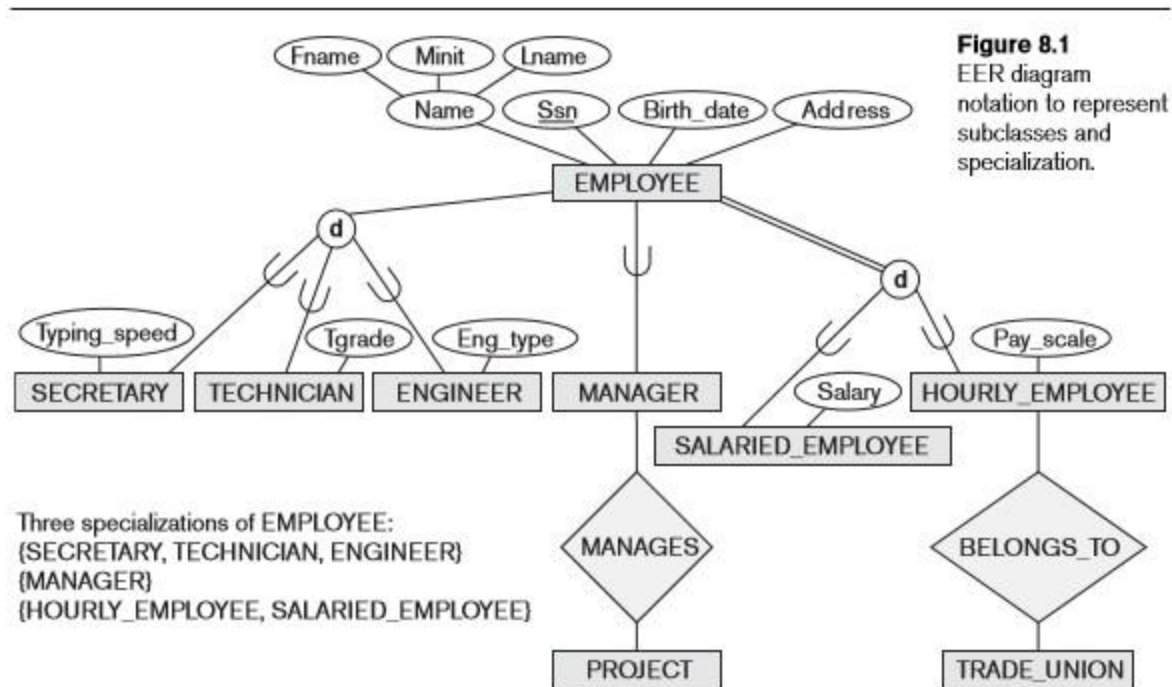 Figure 8.1
EER diagram
notation to represent
subclasses and
specialization.
Fname
Minit
Lname
Name
Ssn
Birth_date
Address
EMPLOYEE
d
d
Typing_speed
Tgrade
Eng_type
Pay_scale
SECRETARY
TECHNICIAN
ENGINEER
MANAGER
Salary
HOURLY_EMPLOYEE
SALARIED_EMPLOYEE
Three specializations of EMPLOYEE:
{SECRETARY, TECHNICIAN, ENGINEER}
{MANAGER}
{HOURLY_EMPLOYEE, SALARIED_EMPLOYEE}
MANAGES
BELONGS_TO
PROJECT
TRADE_UNION